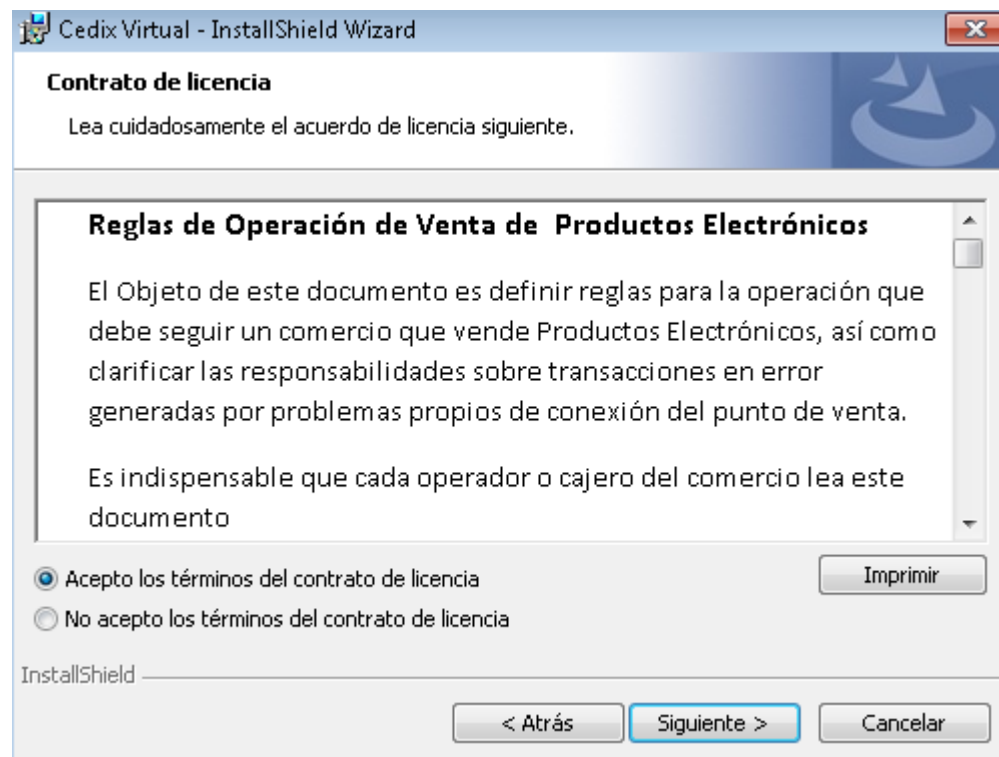 Cedix Virtual - InstallShield Wizard
Contrato de licencia
Lea cuidadosamente el acuerdo de licencia siguiente.
Reglas de Operación de Venta de  Productos Electrónicos
El Objeto de este documento es definir reglas para la operación que
debe seguir un comercio que vende Productos Electrónicos, así como
clarificar las responsabilidades sobre transacciones en error
generadas por problemas propios de conexión del punto de venta.
Es indispensable que cada operador o cajero del comercio lea este
documento
Acepto los términos del contrato de licencia
Imprimir
No acepto los términos del contrato de licencia
InstallShield
< Atrás
Siguiente >
Cancelar